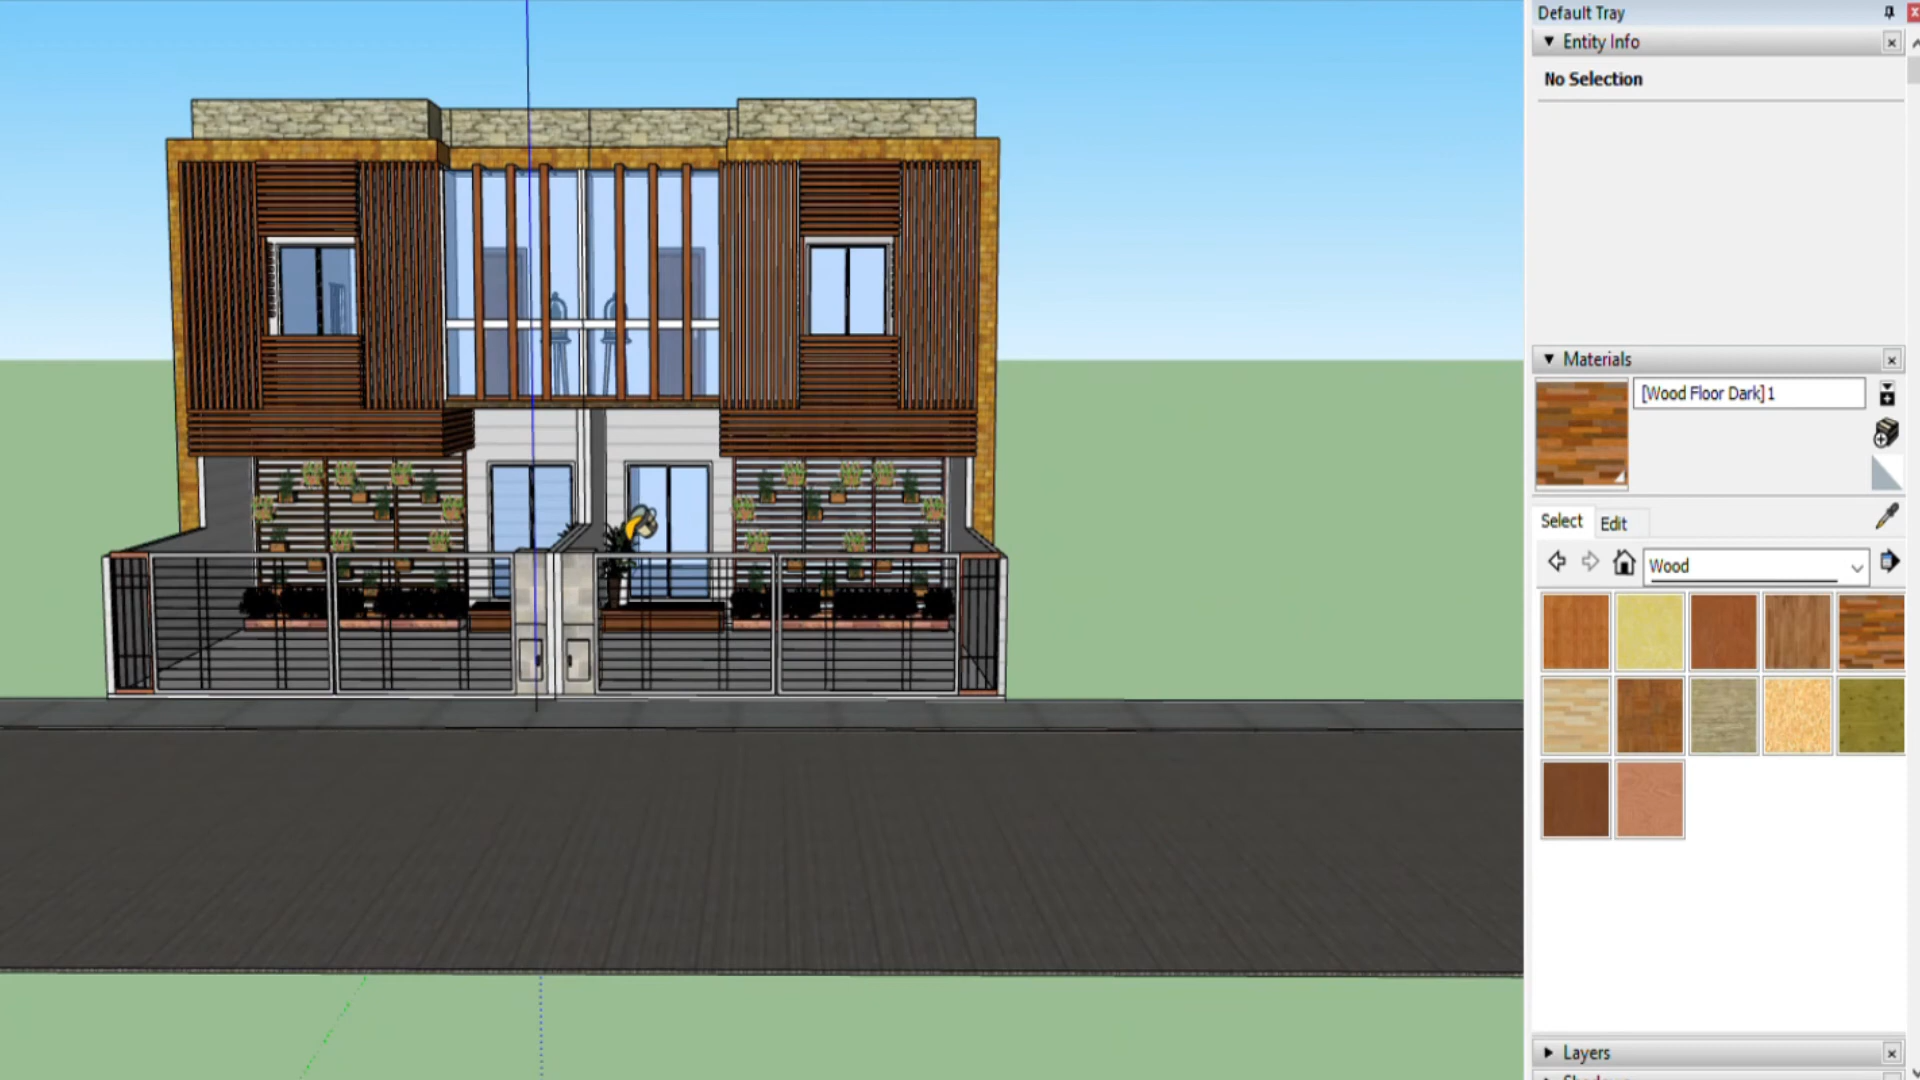 Default Tray
Entity Info
No Selection
Materials
[Wood Floor Dark]1
Select
Edit
Wood
Layers